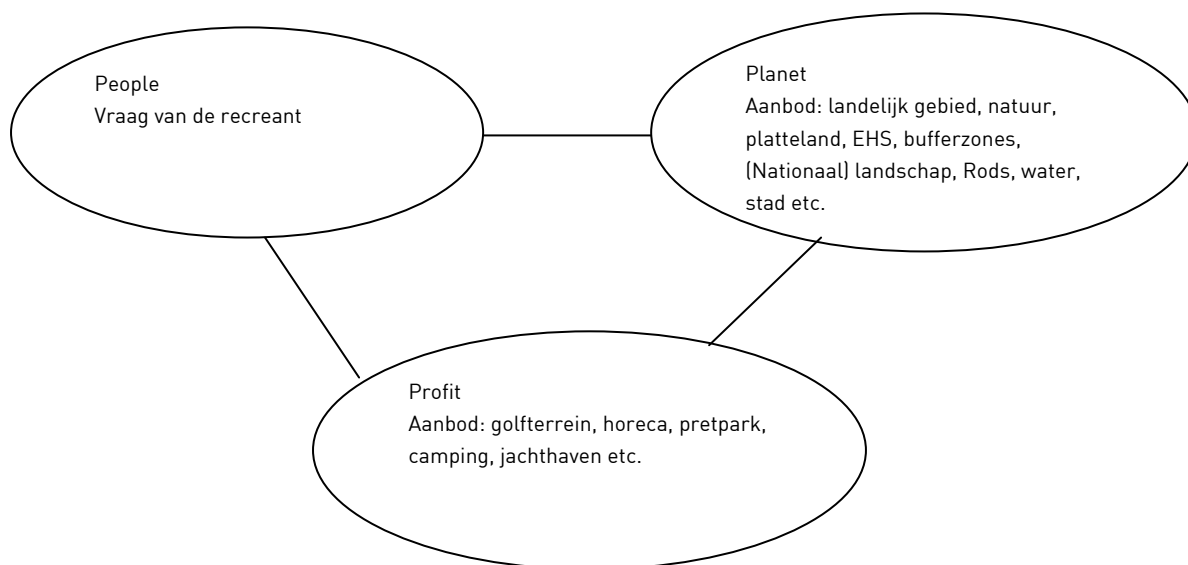 People
Vraag van de recreant
Planet
Aanbod: landelijk gebied, natuur,
platteland, EHS, bufferzones,
(Nationaal) landschap, Rods, water,
stad etc.
Profit
Aanbod: golfterrein, horeca, pretpark,
camping, jachthaven etc.